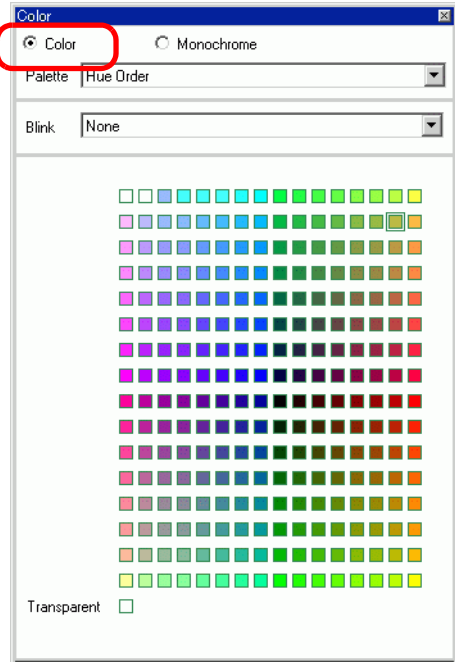 Color
Color Monochrome
Palette Hue Order
Blink None
Transparent